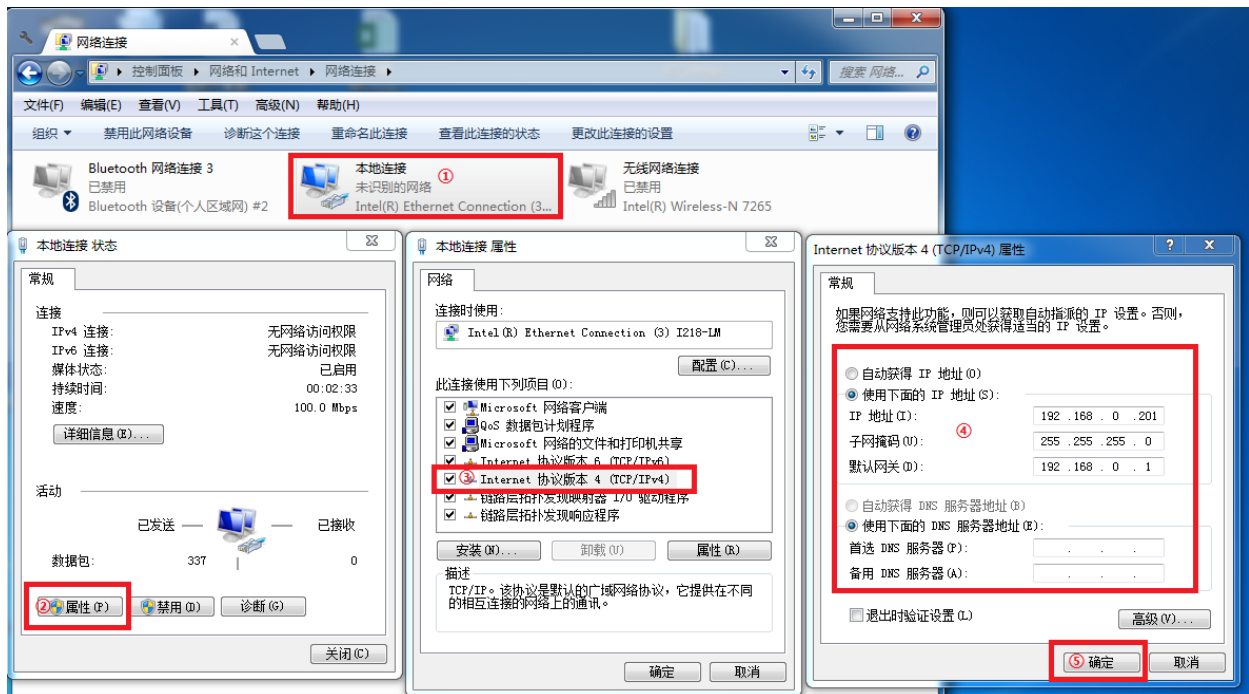 网络连接
控制面板 网络和 Internet 网络连接
搜索 网络...
文件(F) 编辑(E) 查看(V) 工具(T) 高级(N) 帮助(H)
组织 禁用此网络设备 诊断这个连接 重命名此连接 查看此连接的状态 更改此连接的设置
Bluetooth 网络连接 3
已禁用
Bluetooth 设备(个人区域网) #2
本地连接
①
未识别的网络
Intel(R) Ethernet Connection (3...
无线网络连接
已禁用
Intel(R) Wireless-N 7265
本地连接 状态
常规
连接
IPv4 连接: 无网络访问权限
IPv6 连接: 无网络访问权限
媒体状态: 已启用
持续时间: 00:02:33
速度: 100.0 Mbps
详细信息(E)...
活动
已发送 — — 已接收
数据包: 337 0
② 属性(P) 禁用(D) 诊断(G)
关闭(C)
本地连接 属性
网络
连接时使用:
Intel(R) Ethernet Connection (3) I218-LM
配置(C)...
此连接使用下列项目(O):
Microsoft 网络客户端
QoS 数据包计划程序
Microsoft 网络的文件和打印机共享
Internet 协议版本 6 (TCP/IPv6)
③ Internet 协议版本 4 (TCP/IPv4)
链路层拓扑发现映射器 I/O 驱动程序
链路层拓扑发现响应程序
安装(N)... 卸载(U) 属性(R)
描述
TCP/IP。该协议是默认的广域网络协议，它提供在不同
的相互连接的网络上的通讯。
确定 取消
Internet 协议版本 4 (TCP/IPv4) 属性
常规
如果网络支持此功能，则可以获取自动指派的 IP 设置。否则，
您需要从网络系统管理员处获得适当的 IP 设置。
自动获得 IP 地址(O)
使用下面的 IP 地址(S):
IP 地址(I): 192 .168 . 0 .201
④
子网掩码(U): 255 .255 .255 . 0
默认网关(D): 192 .168 . 0 . 1
自动获得 DNS 服务器地址(B)
使用下面的 DNS 服务器地址(E):
首选 DNS 服务器(P): . . .
备用 DNS 服务器(A): . . .
退出时验证设置(L)
高级(V)...
⑤ 确定 取消